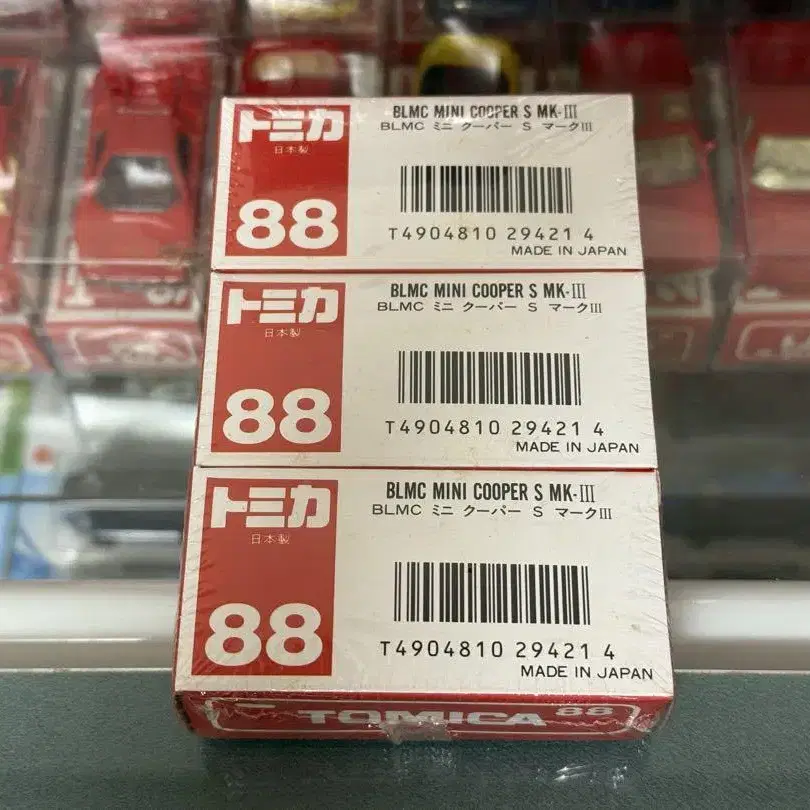 トミカ
日本製
88
BLMC MINI COOPER S MK-III
BLMC ミニ クーパー S マークIII
T4904810 29421 4
MADE IN JAPAN
トミカ
日本製
88
BLMC MINI COOPER S MK-III
BLMC ミニ クーパー S マークIII
T4904810 29421 4
MADE IN JAPAN
トミカ
日本製
88
BLMC MINI COOPER S MK-III
BLMC ミニ クーパー S マークIII
T4904810 29421 4
MADE IN JAPAN
TOMICA 88